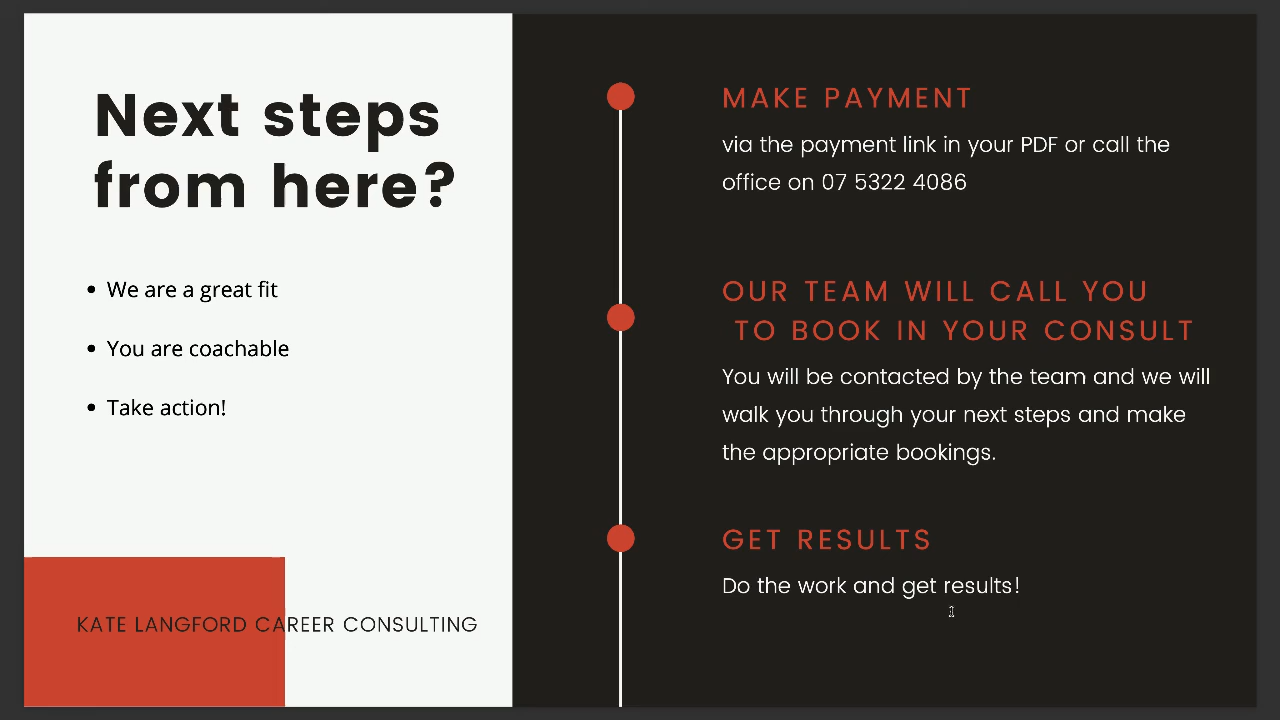 Next steps
from here?
• We are a great fit
• You are coachable
• Take action!
KATE LANGFORD CAREER CONSULTING
MAKE PAYMENT
via the payment link in your PDF or call the
office on 07 5322 4086
OUR TEAM WILL CALL YOU
TO BOOK IN YOUR CONSULT
You will be contacted by the team and we will
walk you through your next steps and make
the appropriate bookings.
GET RESULTS
Do the work and get results!